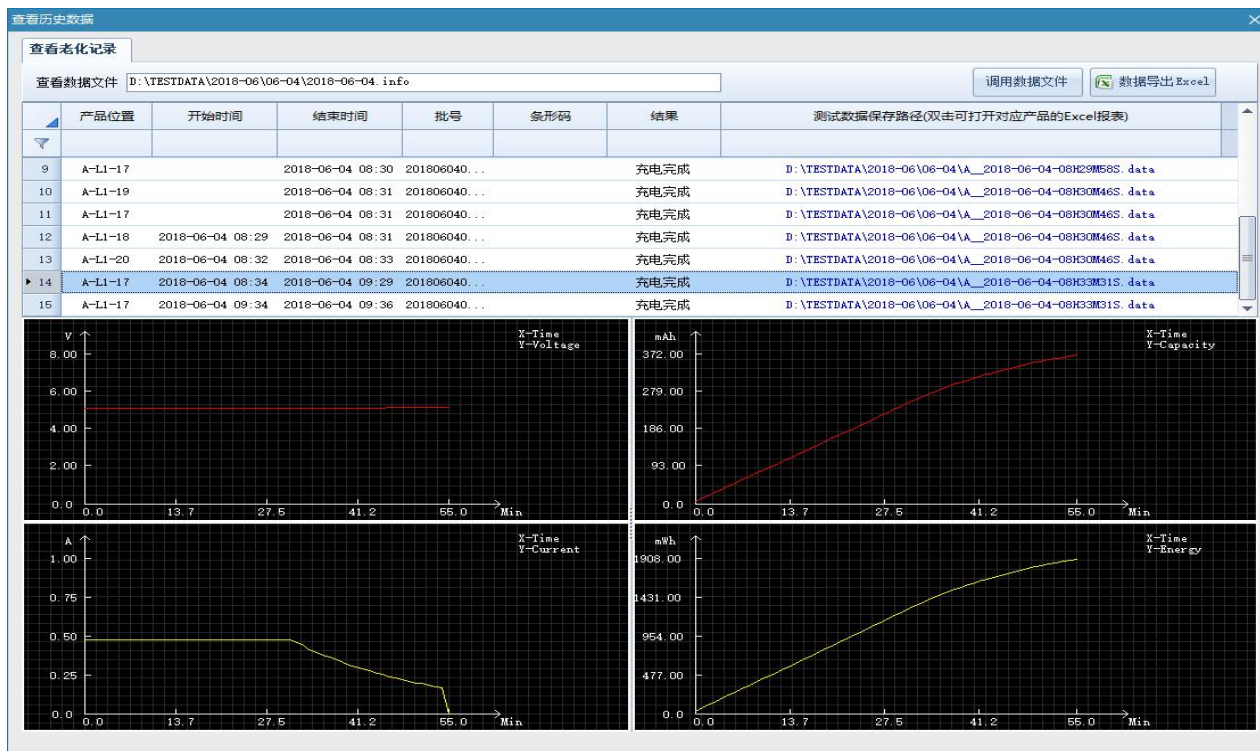 查看历史数据
查看老化记录
查看数据文件 D:\TESTDATA\2018-06\06-04\2018-06-04.info 调用数据文件 数据导出Excel
产品位置 开始时间 结束时间 批号 条形码 结果 测试数据保存路径(双击可打开对应产品的Excel报表)
9 A-L1-17 2018-06-04 08:30 201806040... 充电完成 D:\TESTDATA\2018-06\06-04\A__2018-06-04-08H29M58S.data
10 A-L1-19 2018-06-04 08:31 201806040... 充电完成 D:\TESTDATA\2018-06\06-04\A__2018-06-04-08H30M46S.data
11 A-L1-17 2018-06-04 08:31 201806040... 充电完成 D:\TESTDATA\2018-06\06-04\A__2018-06-04-08H30M46S.data
12 A-L1-18 2018-06-04 08:29 2018-06-04 08:31 201806040... 充电完成 D:\TESTDATA\2018-06\06-04\A__2018-06-04-08H30M46S.data
13 A-L1-20 2018-06-04 08:32 2018-06-04 08:33 201806040... 充电完成 D:\TESTDATA\2018-06\06-04\A__2018-06-04-08H30M46S.data
14 A-L1-17 2018-06-04 08:34 2018-06-04 09:29 201806040... 充电完成 D:\TESTDATA\2018-06\06-04\A__2018-06-04-08H33M31S.data
15 A-L1-17 2018-06-04 09:34 2018-06-04 09:36 201806040... 充电完成 D:\TESTDATA\2018-06\06-04\A__2018-06-04-08H33M31S.data
V X-Time
Y-Voltage
8.00
6.00
4.00
2.00
0.0
0.0 13.7 27.5 41.2 55.0 Min
mAh X-Time
Y-Capacity
372.00
279.00
186.00
93.00
0.0
0.0 13.7 27.5 41.2 55.0 Min
A X-Time
Y-Current
1.00
0.75
0.50
0.25
0.0
0.0 13.7 27.5 41.2 55.0 Min
mWh X-Time
Y-Energy
1908.00
1431.00
954.00
477.00
0.0
0.0 13.7 27.5 41.2 55.0 Min